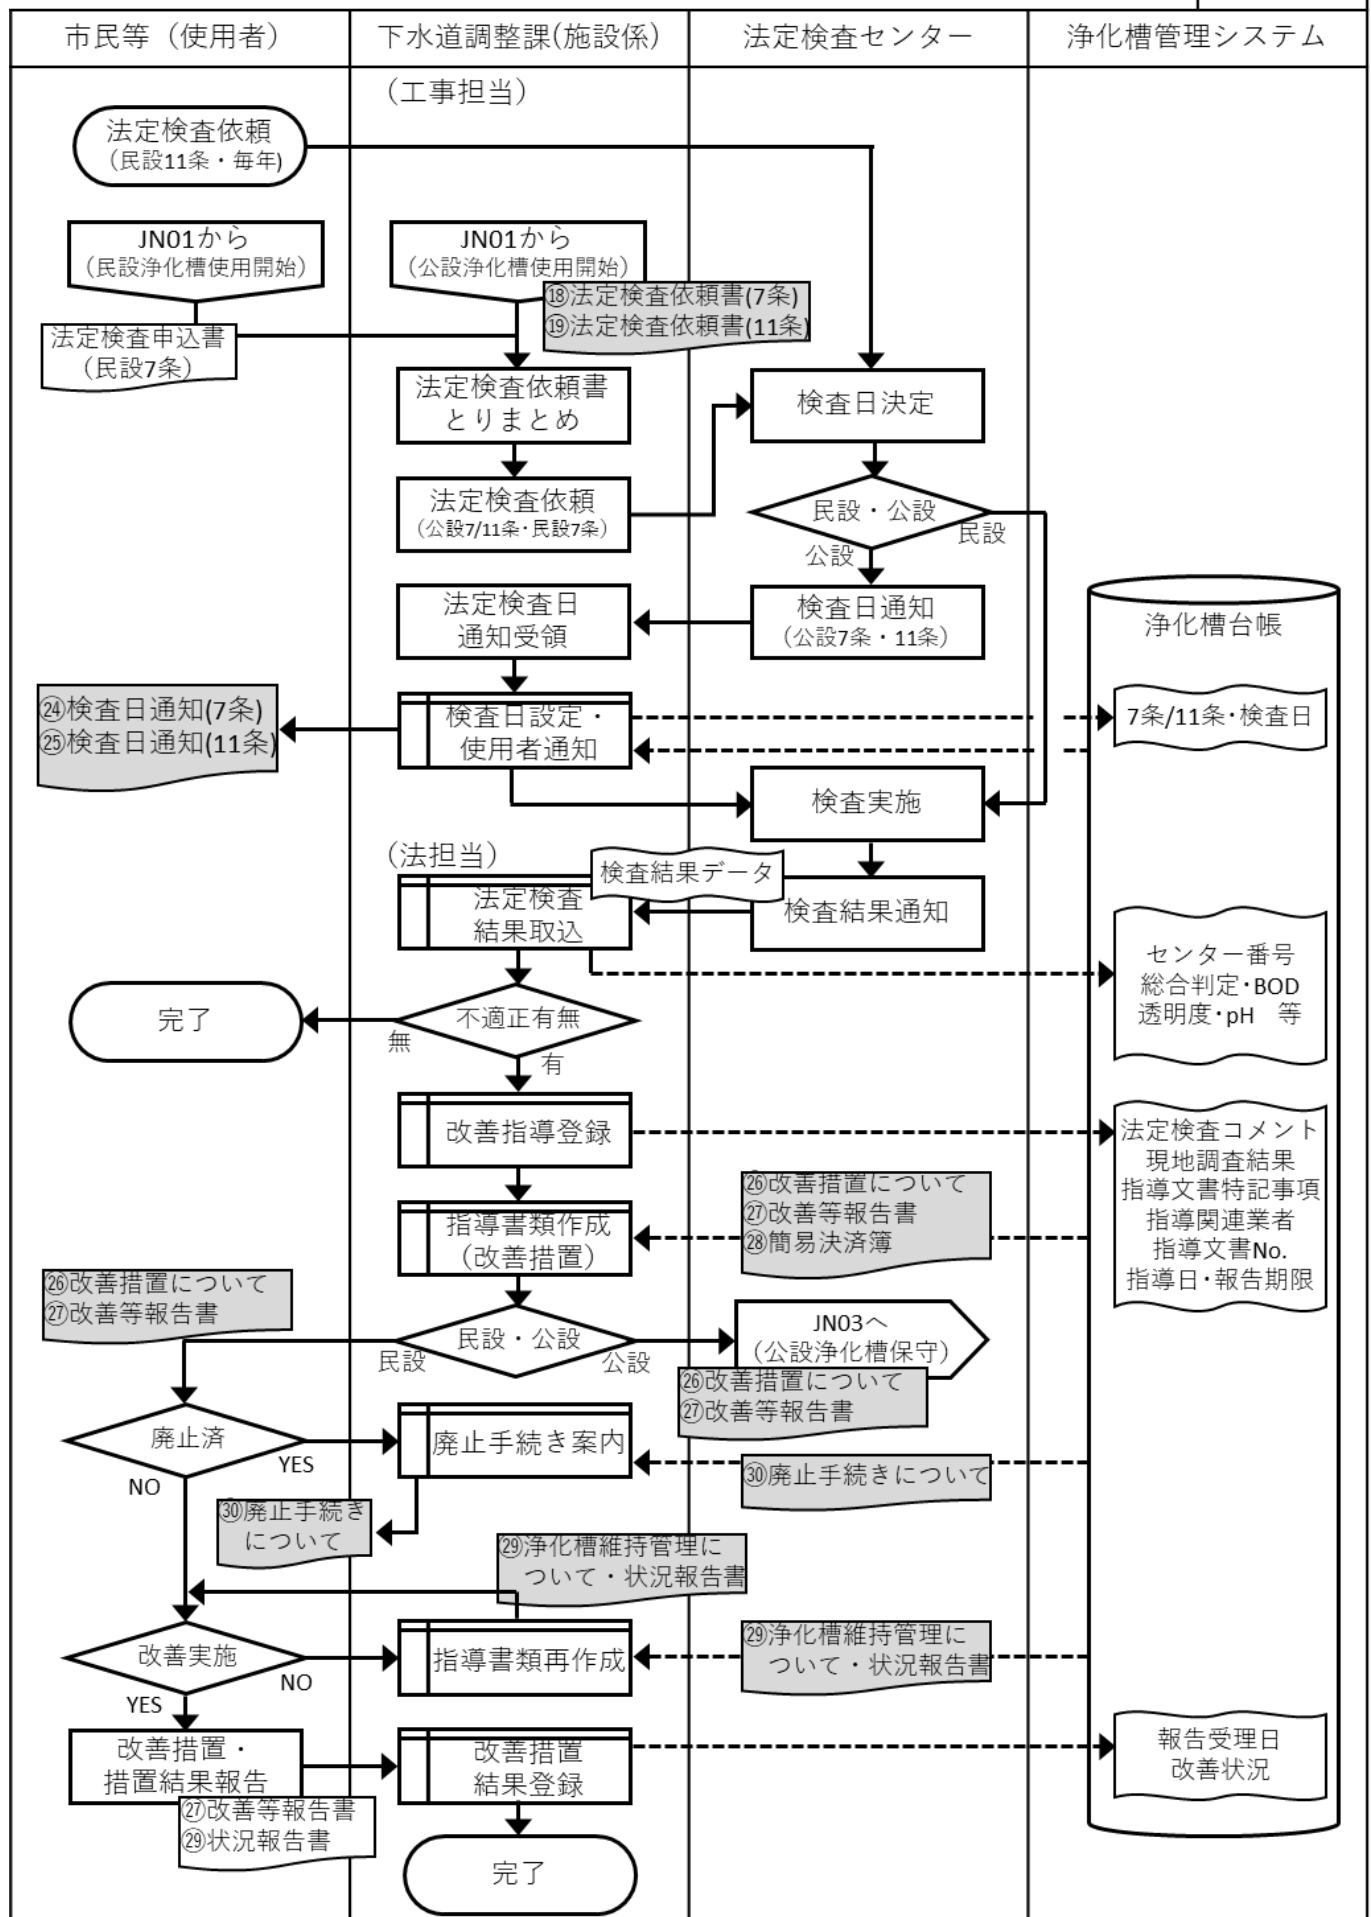 市民等（使用者）
下水道調整課(施設係)
法定検査センター
浄化槽管理システム
（工事担当）
法定検査依頼
（民設11条・毎年)
JN01から
（民設浄化槽使用開始）
JN01から
（公設浄化槽使用開始）
⑱法定検査依頼書(7条)
⑲法定検査依頼書(11条)
法定検査申込書
（民設7条）
法定検査依頼書
とりまとめ
検査日決定
法定検査依頼
（公設7/11条・民設7条）
民設・公設
民設
公設
法定検査日
通知受領
検査日通知
（公設7条・11条）
浄化槽台帳
㉔検査日通知(7条)
㉕検査日通知(11条)
検査日設定・
使用者通知
7条/11条・検査日
検査実施
（法担当）
検査結果データ
法定検査
結果取込
検査結果通知
センター番号
総合判定・BOD
透明度・pH　等
完了
不適正有無
無
有
改善指導登録
法定検査コメント
現地調査結果
指導文書特記事項
指導関連業者
指導文書No.
指導日・報告期限
㉖改善措置について
㉗改善等報告書
㉘簡易決済簿
指導書類作成
（改善措置）
㉖改善措置について
㉗改善等報告書
民設・公設
民設
公設
JN03へ
（公設浄化槽保守）
㉖改善措置について
㉗改善等報告書
廃止済
YES
NO
廃止手続き案内
㉚廃止手続きについて
㉚廃止手続き
について
㉙浄化槽維持管理に
ついて・状況報告書
改善実施
NO
YES
指導書類再作成
㉙浄化槽維持管理に
ついて・状況報告書
改善措置・
措置結果報告
㉗改善等報告書
㉙状況報告書
改善措置
結果登録
報告受理日
改善状況
完了